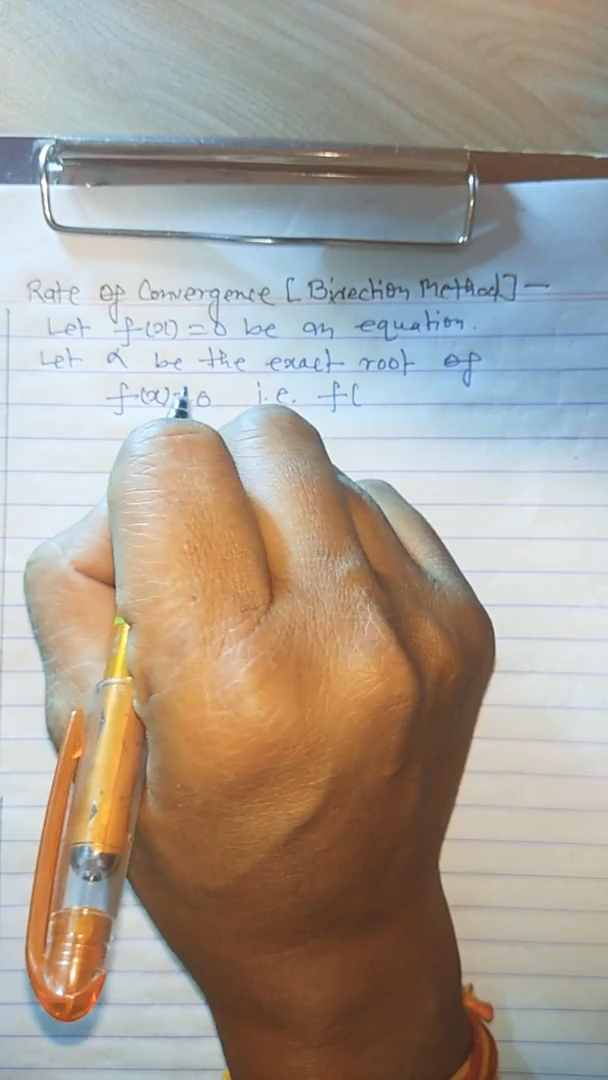 Rate of Convergence [Bisection Method] —
Let f(x) = 0 be an equation.
Let α be the exact root of
f(x) = 0 i.e. f(